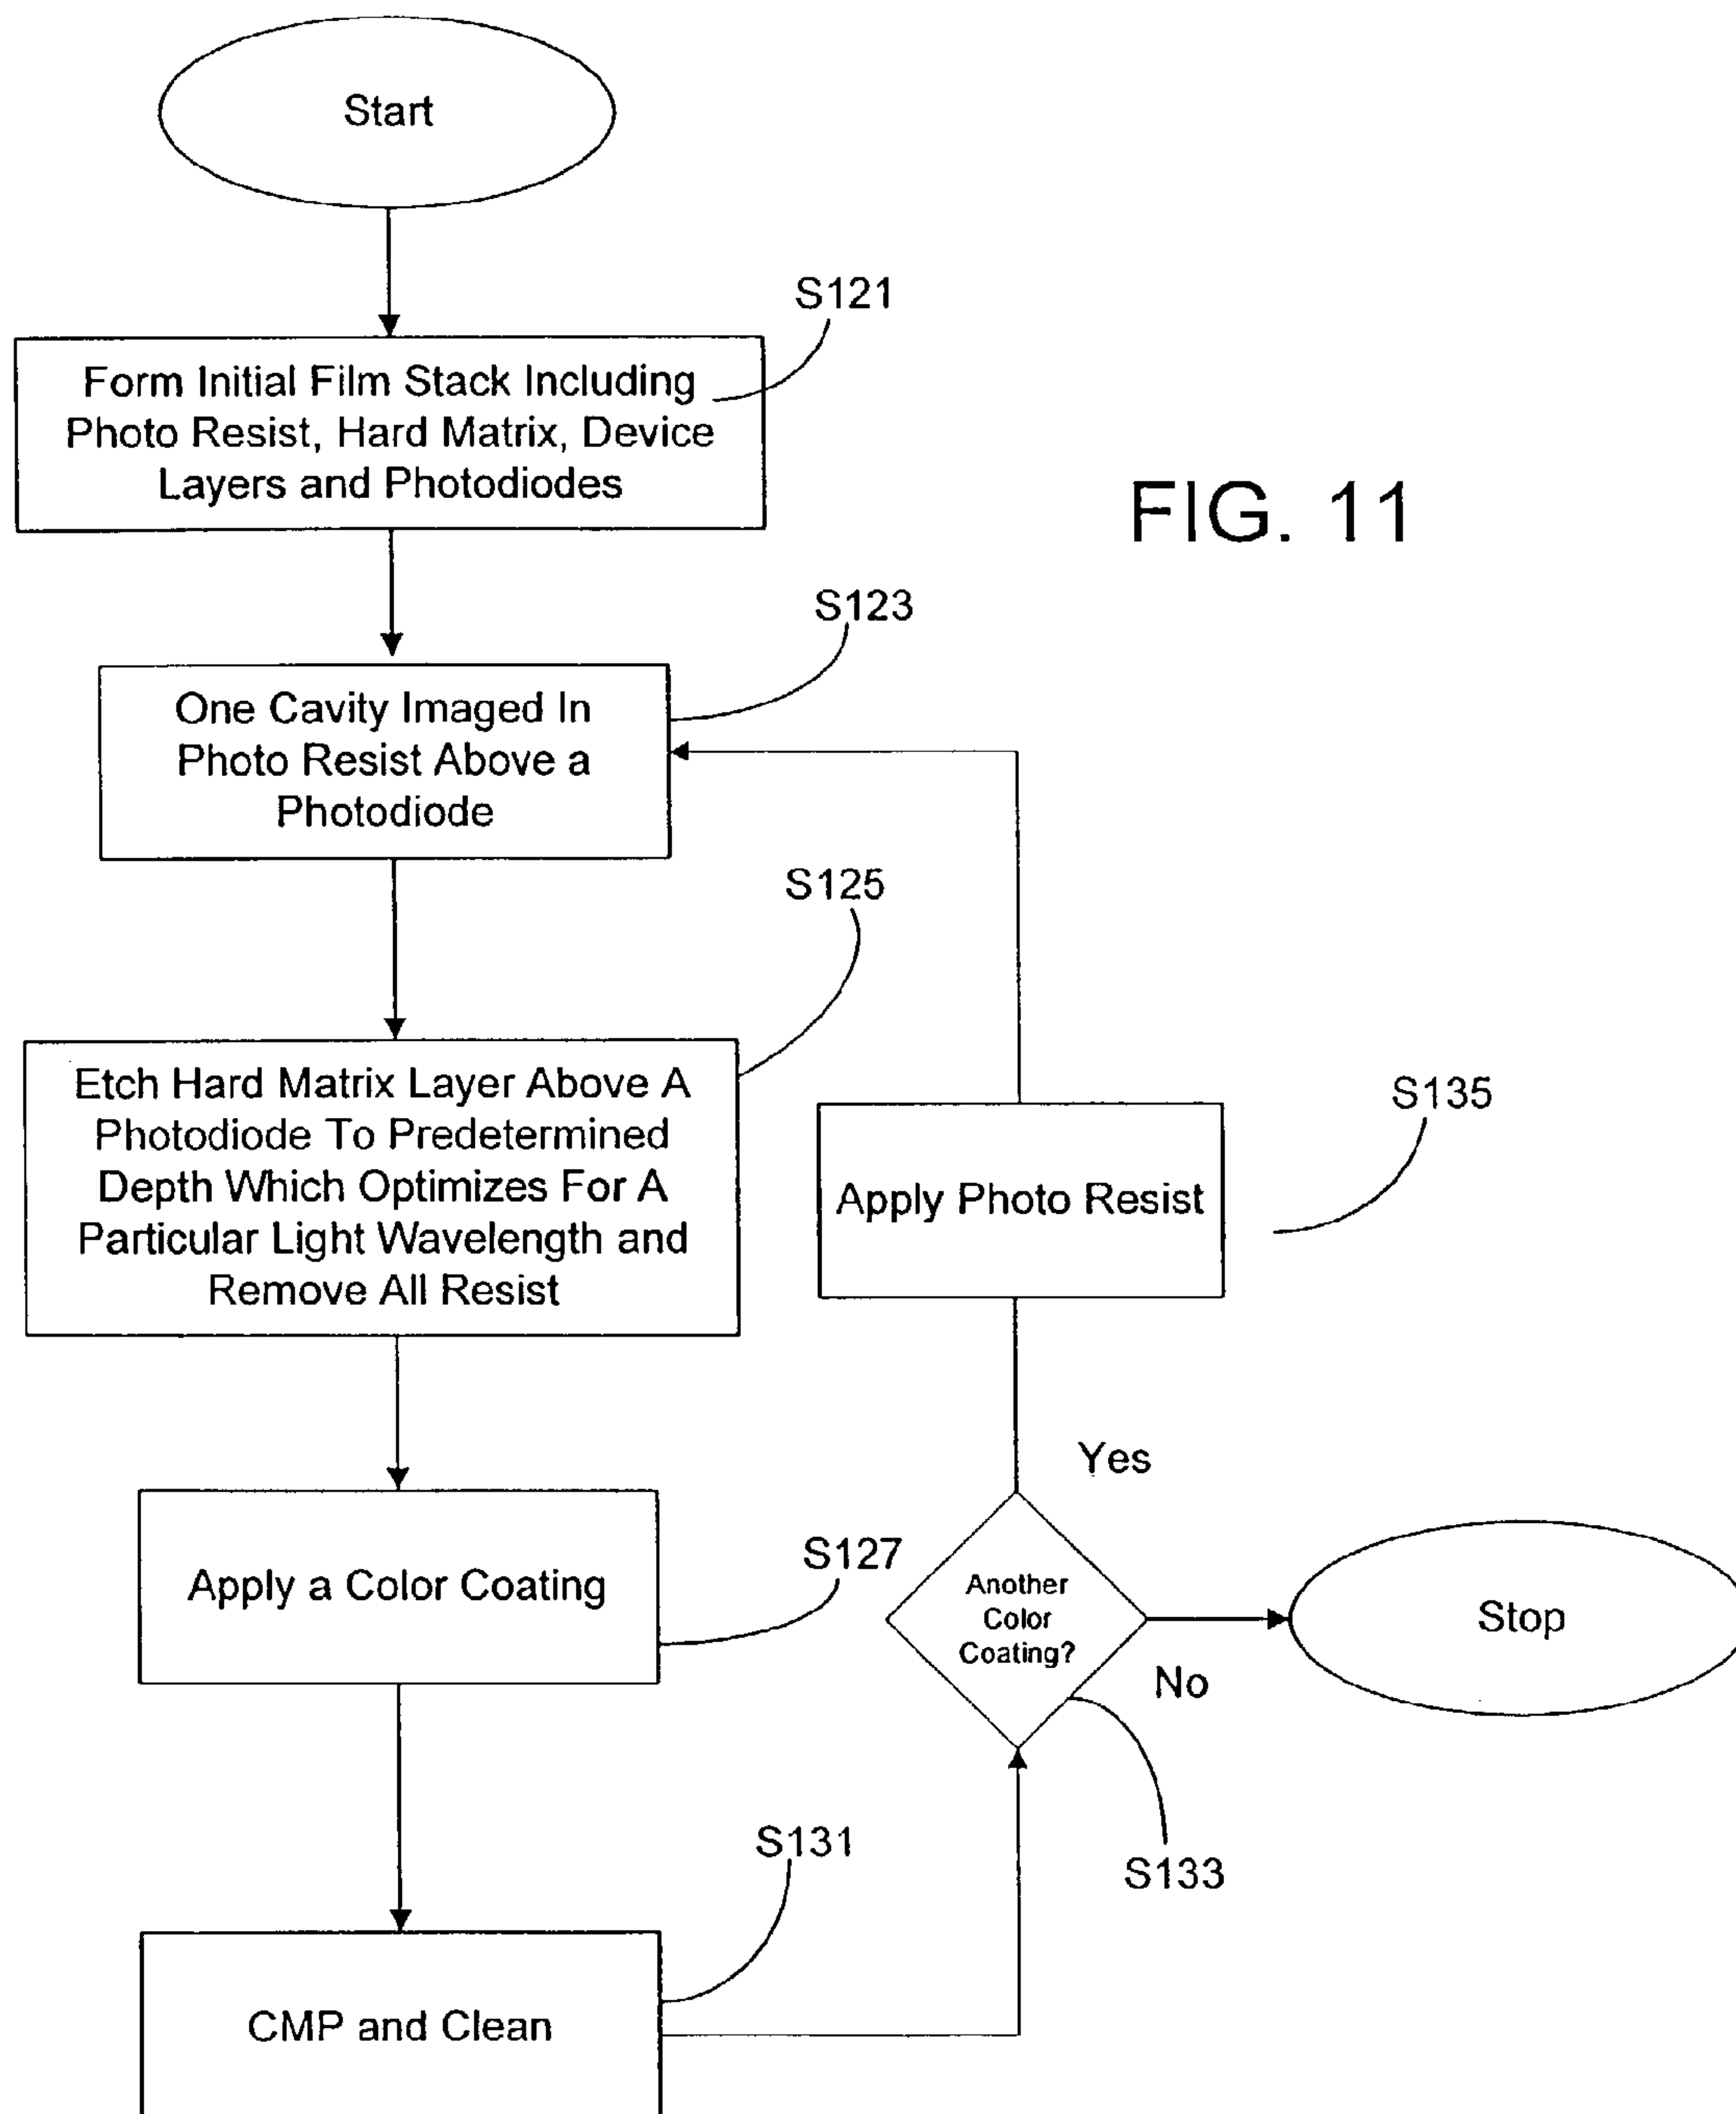 Start
S121
Form Initial Film Stack Including
Photo Resist, Hard Matrix, Device
Layers and Photodiodes
FIG. 11
S123
One Cavity Imaged In
Photo Resist Above a
Photodiode
S125
Etch Hard Matrix Layer Above A
Photodiode To Predetermined
Depth Which Optimizes For A
Particular Light Wavelength and
Remove All Resist
S135
Apply Photo Resist
Yes
S127
Apply a Color Coating
Another
Color
Coating?
Stop
No
S133
S131
CMP and Clean